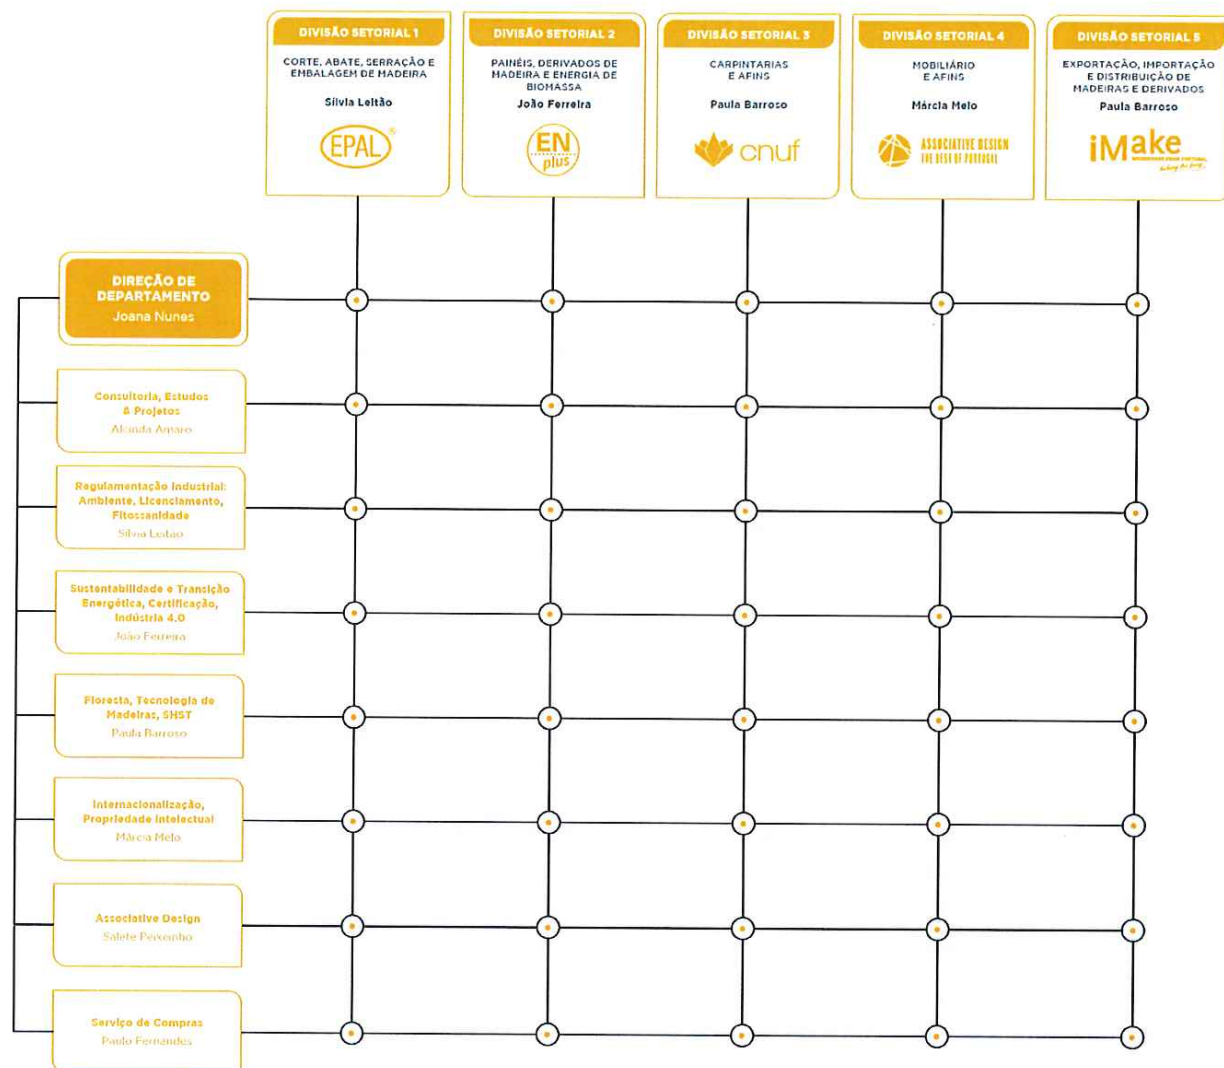 DIVISÃO SETORIAL 1
CORTE, ABATE, SERRAÇÃO E
EMBALAGEM DE MADEIRA
Sílvia Leitão
EPAL
DIVISÃO SETORIAL 2
PAINÉIS, DERIVADOS DE
MADEIRA E ENERGIA DE
BIOMASSA
João Ferreira
EN
plus
DIVISÃO SETORIAL 3
CARPINTARIAS
E AFINS
Paula Barroso
cnuf
DIVISÃO SETORIAL 4
MOBILIÁRIO
E AFINS
Márcia Melo
ASSOCIATIVE DESIGN
THE BEST OF PORTUGAL
DIVISÃO SETORIAL 5
EXPORTAÇÃO, IMPORTAÇÃO
E DISTRIBUIÇÃO DE
MADEIRAS E DERIVADOS
Paula Barroso
iMake
DIREÇÃO DE
DEPARTAMENTO
Joana Nunes
Consultoria, Estudos
& Projetos
Alcinda Amaro
Regulamentação Industrial:
Ambiente, Licenciamento,
Fitossanidade
Sílvia Leitão
Sustentabilidade e Transição
Energética, Certificação,
Indústria 4.0
João Ferreira
Floresta, Tecnologia de
Madeiras, SHST
Paula Barroso
Internacionalização,
Propriedade Intelectual
Márcia Melo
Associative Design
Salete Peixinho
Serviço de Compras
Paulo Fernandes